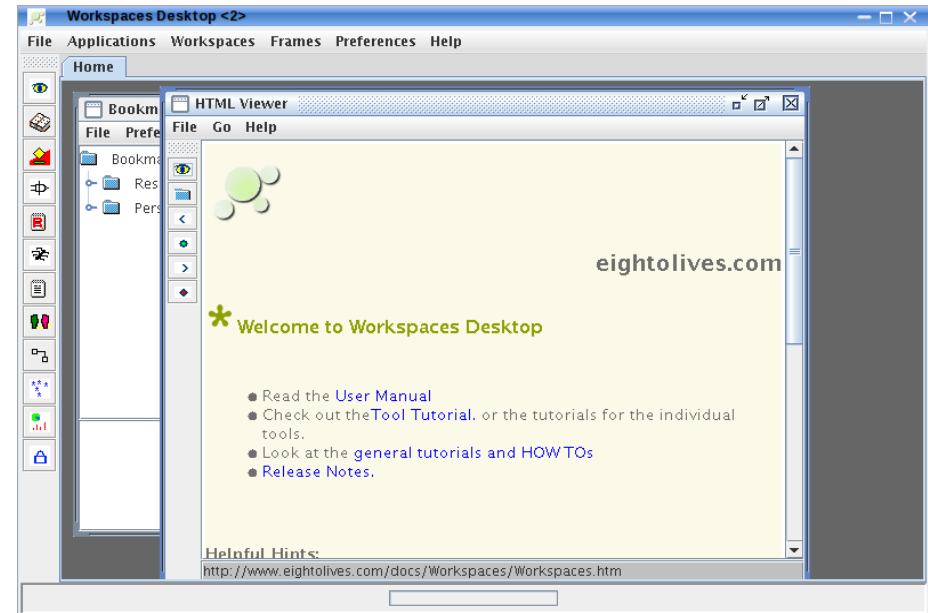 Workspaces Desktop <2>
File Applications Workspaces Frames Preferences Help
Home
Bookm
File Prefe
Bookma
Res
Pers
HTML Viewer
File Go Help
eightolives.com
* Welcome to Workspaces Desktop
Read the User Manual
Check out theTool Tutorial. or the tutorials for the individual
tools.
Look at the general tutorials and HOWTOs
Release Notes.
Helpful Hints:
http://www.eightolives.com/docs/Workspaces/Workspaces.htm